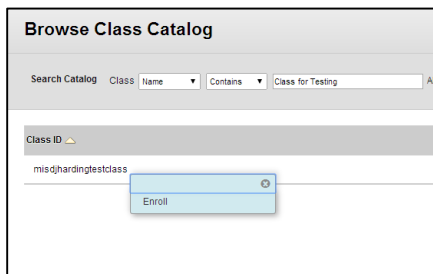 Browse Class Catalog
Search Catalog Class Name Contains Class for Testing A
Class ID
misdjhardingtestclass
Enroll